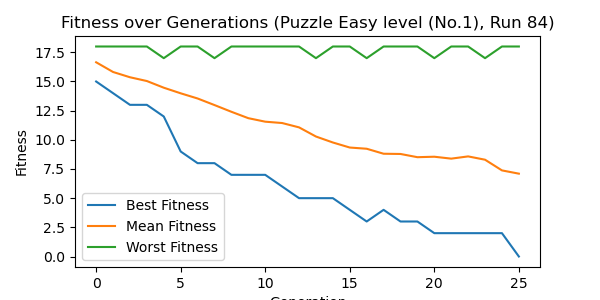 Fitness over Generations (Puzzle Easy level (No.1), Run 84)
17.5
15.0
12.5
10.0
7.5
5.0
2.5
0.0
Fitness
Best Fitness
Mean Fitness
Worst Fitness
0 5 10 15 20 25
Generation